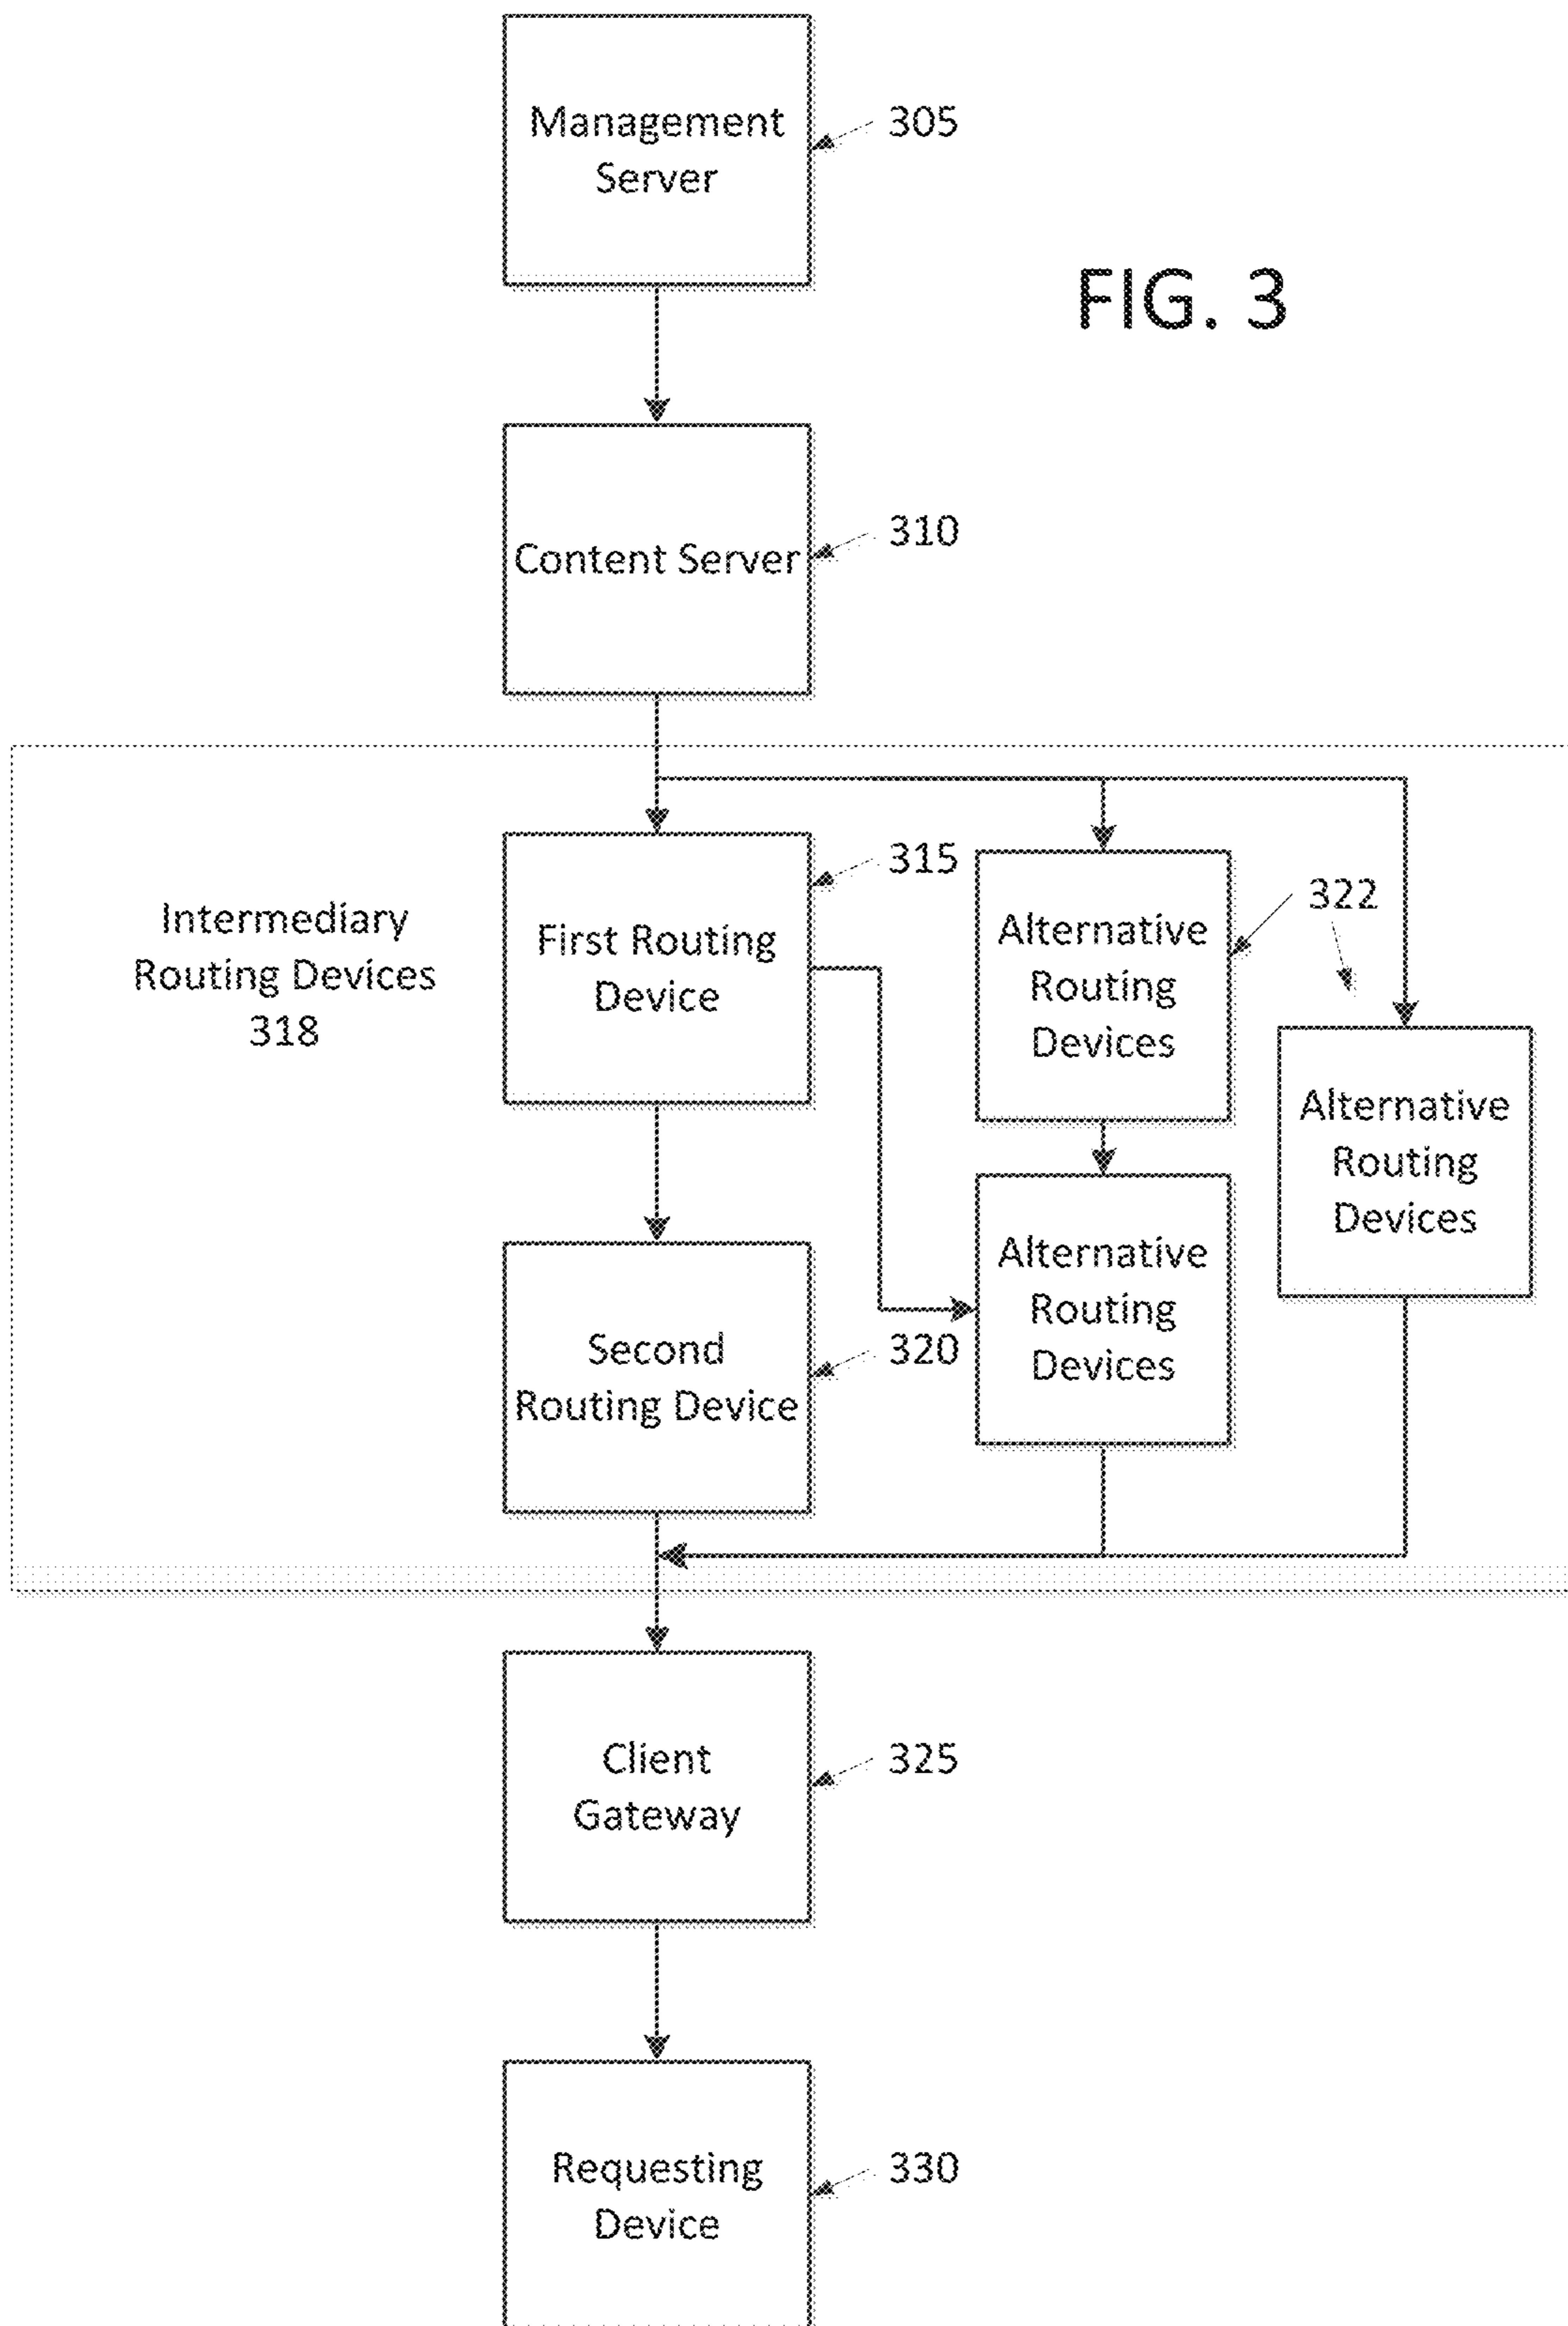 Management
Server
305
FIG. 3
Content Server
310
Intermediary
Routing Devices
318
First Routing
Device
315
Alternative
Routing
Devices
322
Alternative
Routing
Devices
Alternative
Routing
Devices
Second
Routing Device
320
Client
Gateway
325
Requesting
Device
330